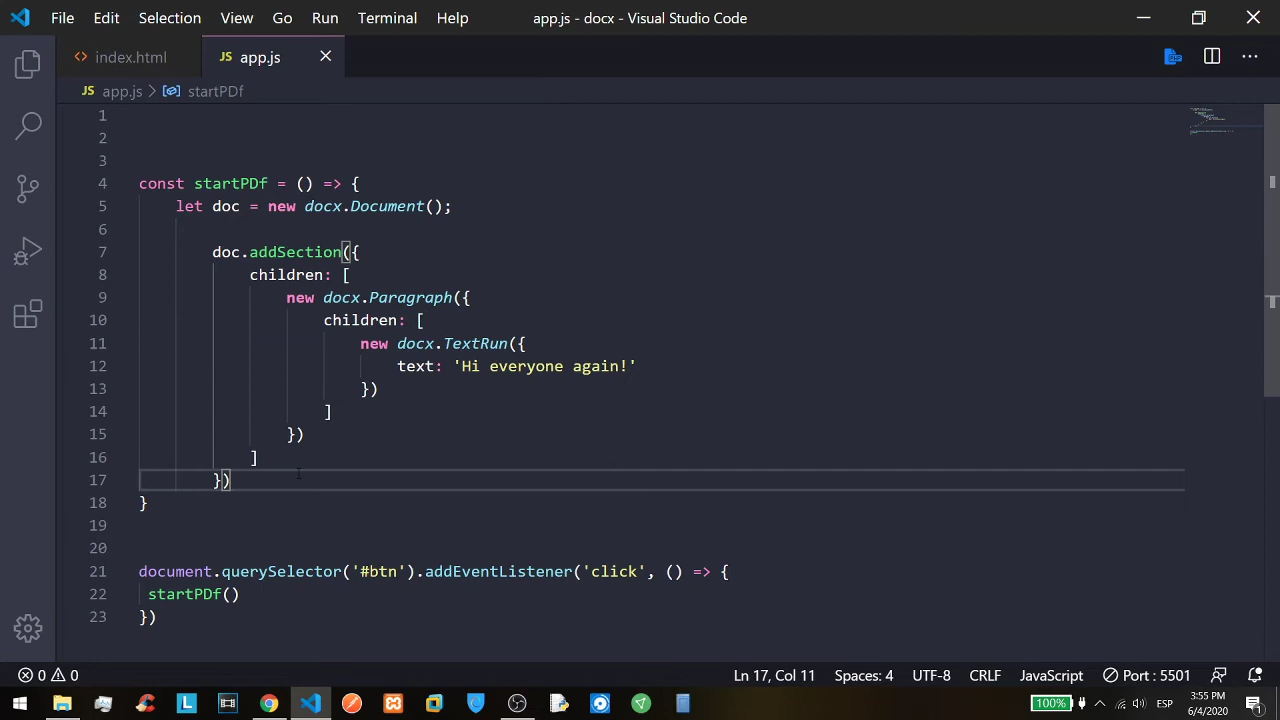 File Edit Selection View Go Run Terminal Help app.js - docx - Visual Studio Code
index.html JS app.js
JS app.js > startPDf
1
2
3
4 const startPDf = () => {
5     let doc = new docx.Document();
6
7         doc.addSection({
8             children: [
9                 new docx.Paragraph({
10                     children: [
11                         new docx.TextRun({
12                             text: 'Hi everyone again!'
13                         })
14                     ]
15                 })
16             ]
17         })
18 }
19
20
21 document.querySelector('#btn').addEventListener('click', () => {
22  startPDf()
23 })
0 0 Ln 17, Col 11 Spaces: 4 UTF-8 CRLF JavaScript Port : 5501
100% ESP 3:55 PM
6/4/2020